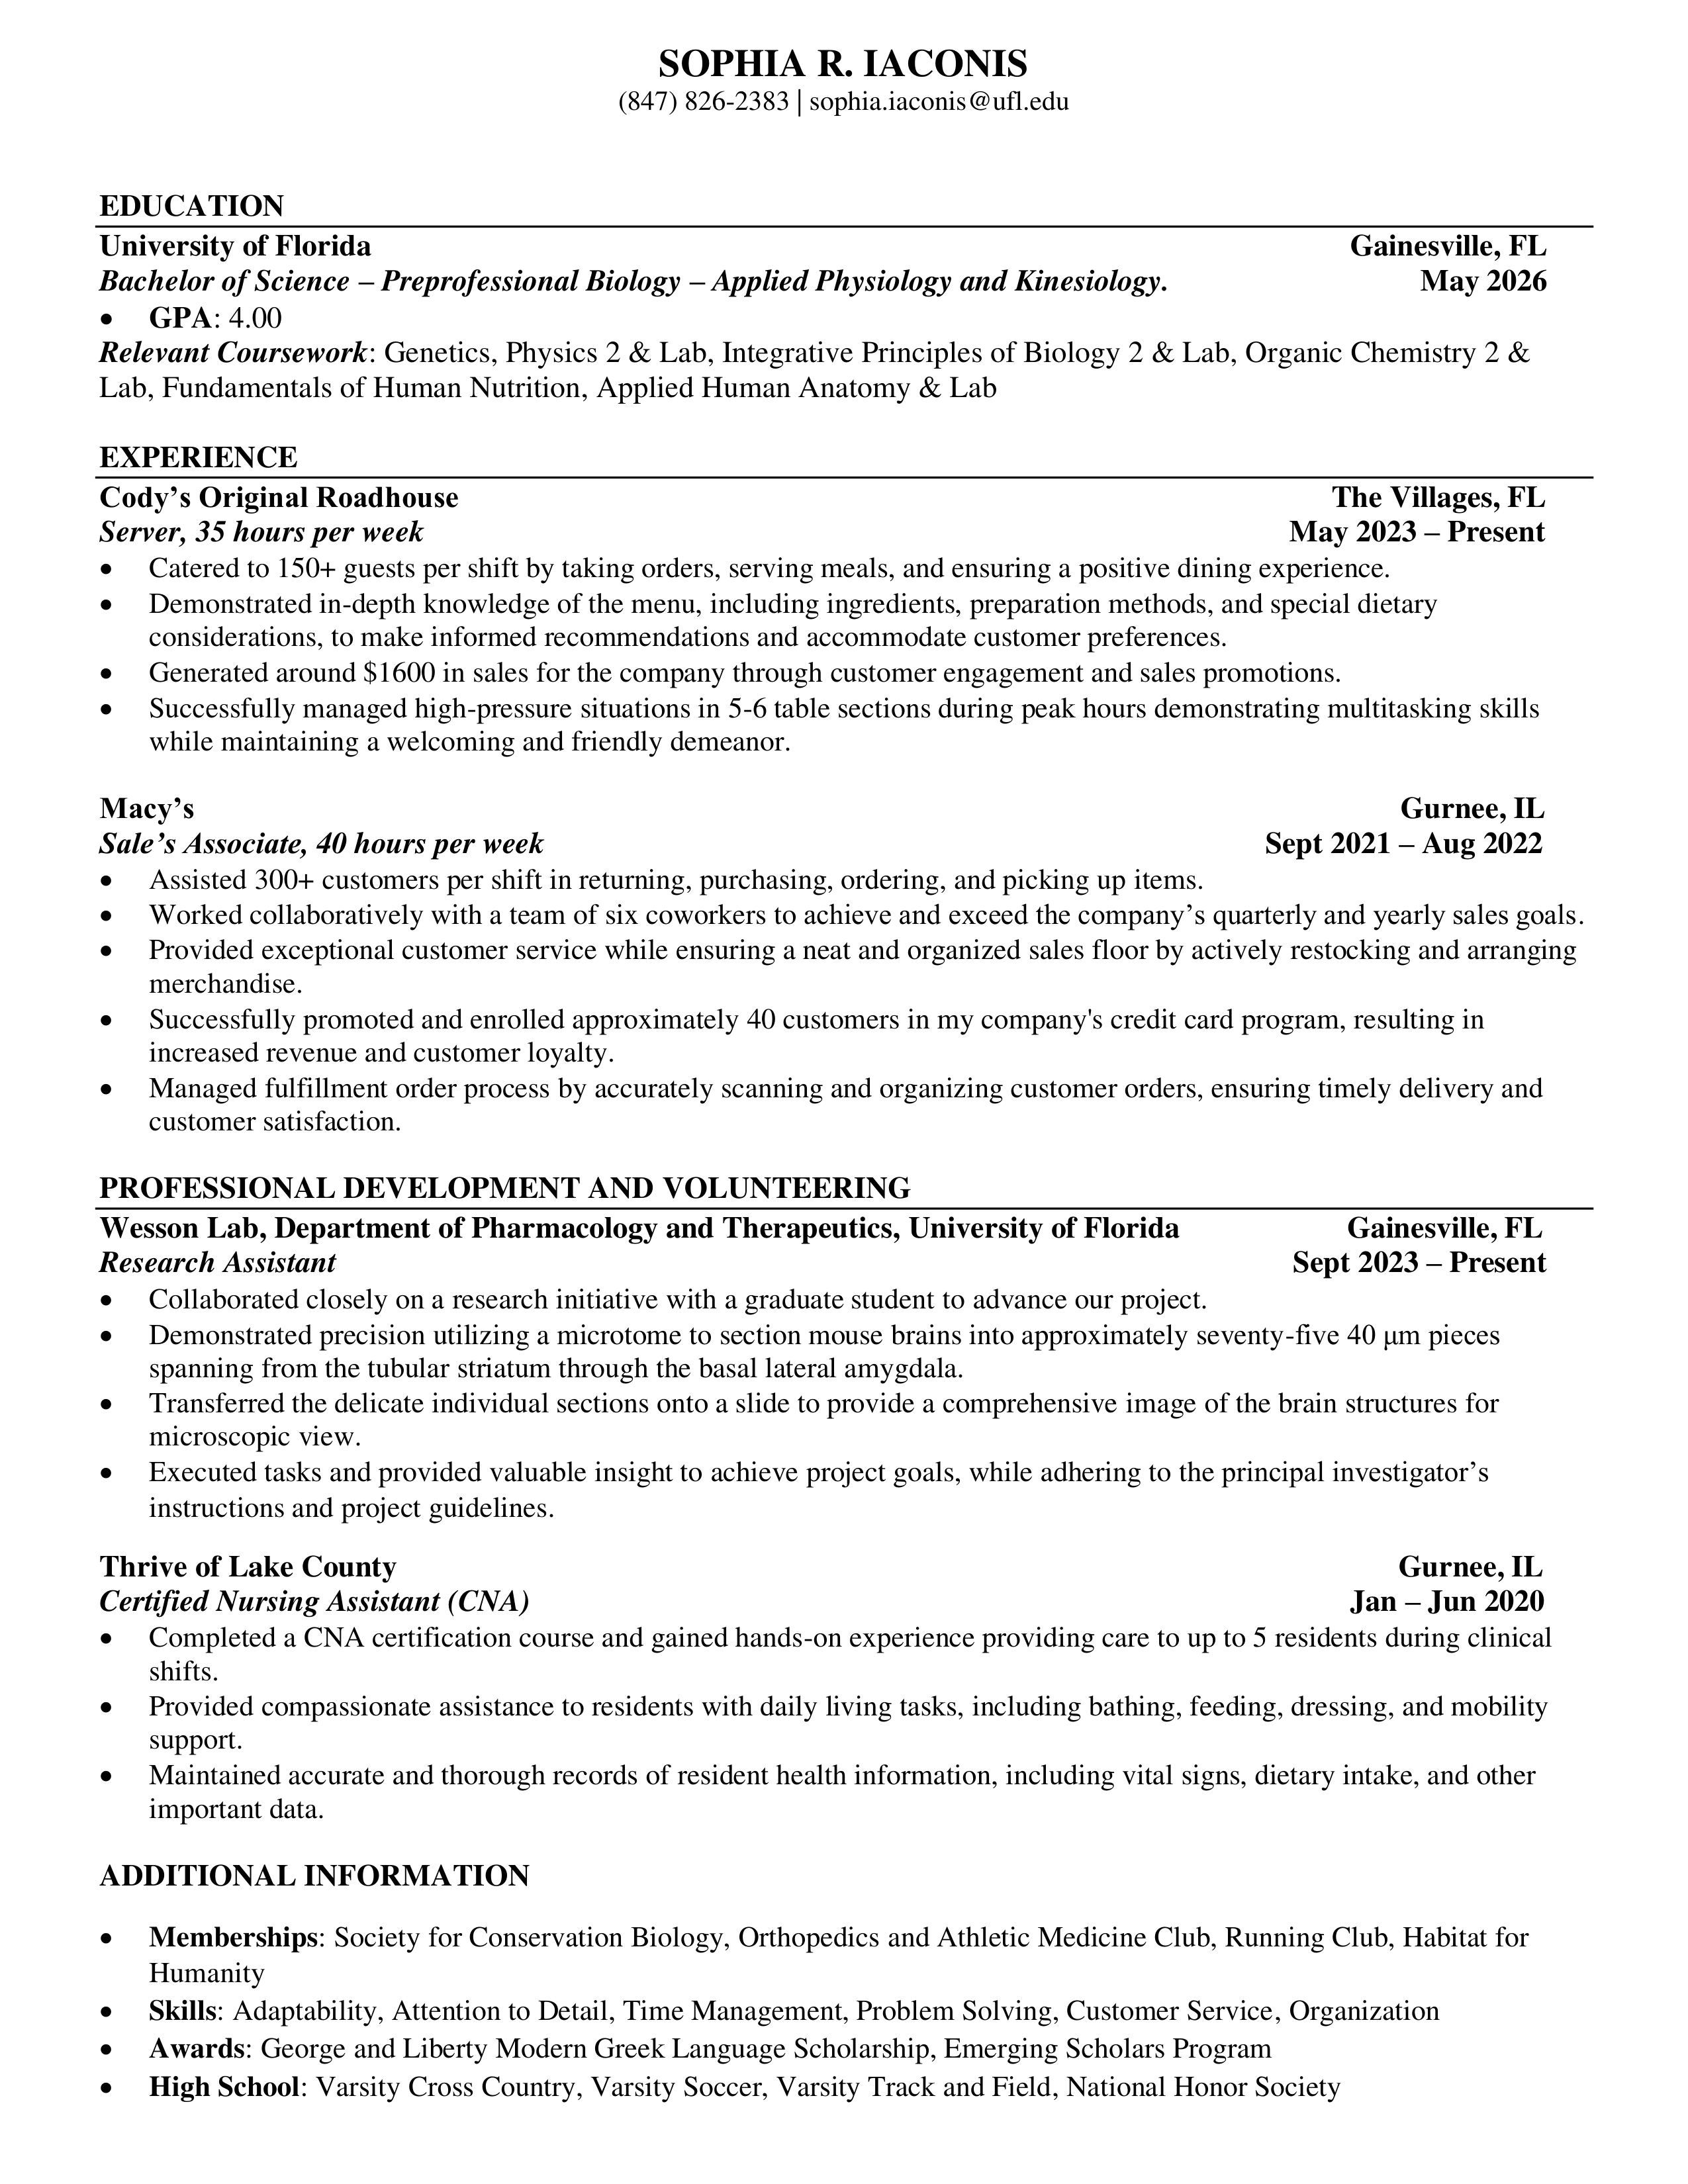 SOPHIA R. IACONIS
(847) 826-2383 | sophia.iaconis@ufl.edu
EDUCATION
University of Florida Gainesville, FL
Bachelor of Science – Preprofessional Biology – Applied Physiology and Kinesiology. May 2026
• GPA: 4.00
Relevant Coursework: Genetics, Physics 2 & Lab, Integrative Principles of Biology 2 & Lab, Organic Chemistry 2 &
Lab, Fundamentals of Human Nutrition, Applied Human Anatomy & Lab
EXPERIENCE
Cody’s Original Roadhouse The Villages, FL
Server, 35 hours per week May 2023 – Present
• Catered to 150+ guests per shift by taking orders, serving meals, and ensuring a positive dining experience.
• Demonstrated in-depth knowledge of the menu, including ingredients, preparation methods, and special dietary
considerations, to make informed recommendations and accommodate customer preferences.
• Generated around $1600 in sales for the company through customer engagement and sales promotions.
• Successfully managed high-pressure situations in 5-6 table sections during peak hours demonstrating multitasking skills
while maintaining a welcoming and friendly demeanor.
Macy’s Gurnee, IL
Sale’s Associate, 40 hours per week Sept 2021 – Aug 2022
• Assisted 300+ customers per shift in returning, purchasing, ordering, and picking up items.
• Worked collaboratively with a team of six coworkers to achieve and exceed the company’s quarterly and yearly sales goals.
• Provided exceptional customer service while ensuring a neat and organized sales floor by actively restocking and arranging
merchandise.
• Successfully promoted and enrolled approximately 40 customers in my company's credit card program, resulting in
increased revenue and customer loyalty.
• Managed fulfillment order process by accurately scanning and organizing customer orders, ensuring timely delivery and
customer satisfaction.
PROFESSIONAL DEVELOPMENT AND VOLUNTEERING
Wesson Lab, Department of Pharmacology and Therapeutics, University of Florida Gainesville, FL
Research Assistant Sept 2023 – Present
• Collaborated closely on a research initiative with a graduate student to advance our project.
• Demonstrated precision utilizing a microtome to section mouse brains into approximately seventy-five 40 μm pieces
spanning from the tubular striatum through the basal lateral amygdala.
• Transferred the delicate individual sections onto a slide to provide a comprehensive image of the brain structures for
microscopic view.
• Executed tasks and provided valuable insight to achieve project goals, while adhering to the principal investigator’s
instructions and project guidelines.
Thrive of Lake County Gurnee, IL
Certified Nursing Assistant (CNA) Jan – Jun 2020
• Completed a CNA certification course and gained hands-on experience providing care to up to 5 residents during clinical
shifts.
• Provided compassionate assistance to residents with daily living tasks, including bathing, feeding, dressing, and mobility
support.
• Maintained accurate and thorough records of resident health information, including vital signs, dietary intake, and other
important data.
ADDITIONAL INFORMATION
• Memberships: Society for Conservation Biology, Orthopedics and Athletic Medicine Club, Running Club, Habitat for
Humanity
• Skills: Adaptability, Attention to Detail, Time Management, Problem Solving, Customer Service, Organization
• Awards: George and Liberty Modern Greek Language Scholarship, Emerging Scholars Program
• High School: Varsity Cross Country, Varsity Soccer, Varsity Track and Field, National Honor Society